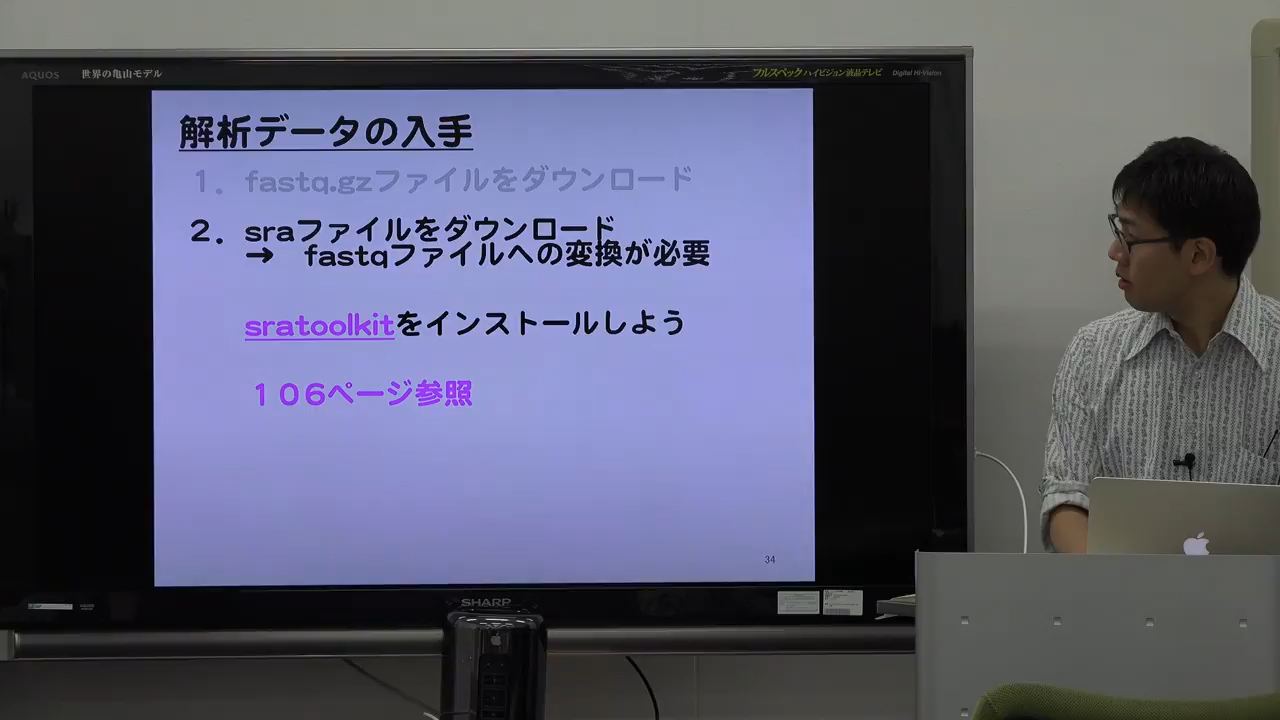 AQUOS 世界の亀山モデル フルスペックハイビジョン液晶テレビ Digital Hi-Vision
解析データの入手
１．fastq.gzファイルをダウンロード
２．sraファイルをダウンロード
→ fastqファイルへの変換が必要
sratoolkitをインストールしよう
１０６ページ参照
34
SHARP